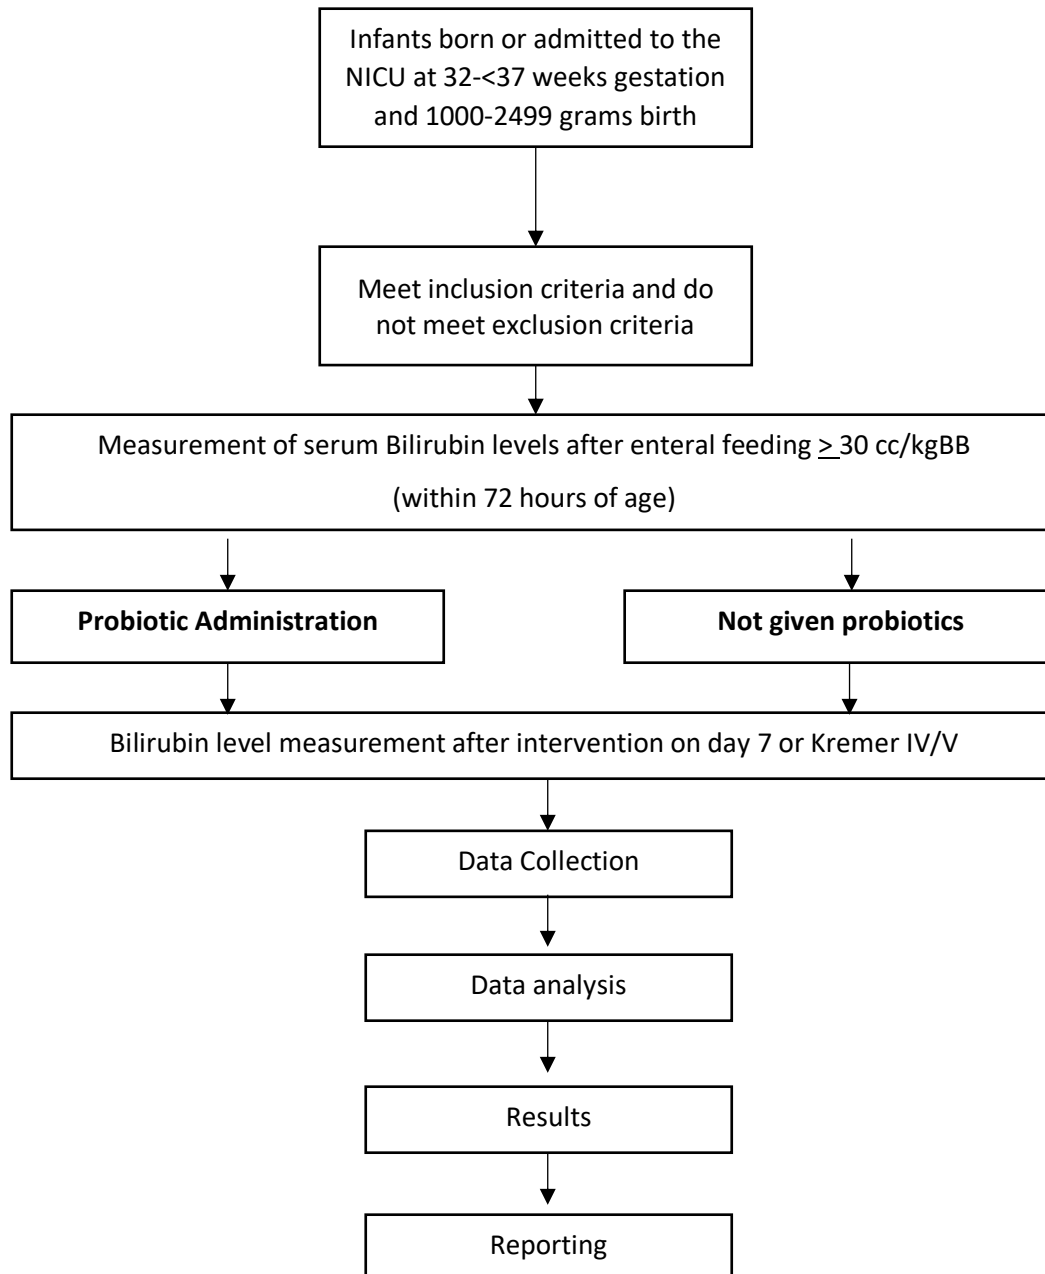 Infants born or admitted to the
NICU at 32-<37 weeks gestation
and 1000-2499 grams birth
Meet inclusion criteria and do
not meet exclusion criteria
Measurement of serum Bilirubin levels after enteral feeding > 30 cc/kgBB
(within 72 hours of age)
Probiotic Administration
Not given probiotics
Bilirubin level measurement after intervention on day 7 or Kremer IV/V
Data Collection
Data analysis
Results
Reporting